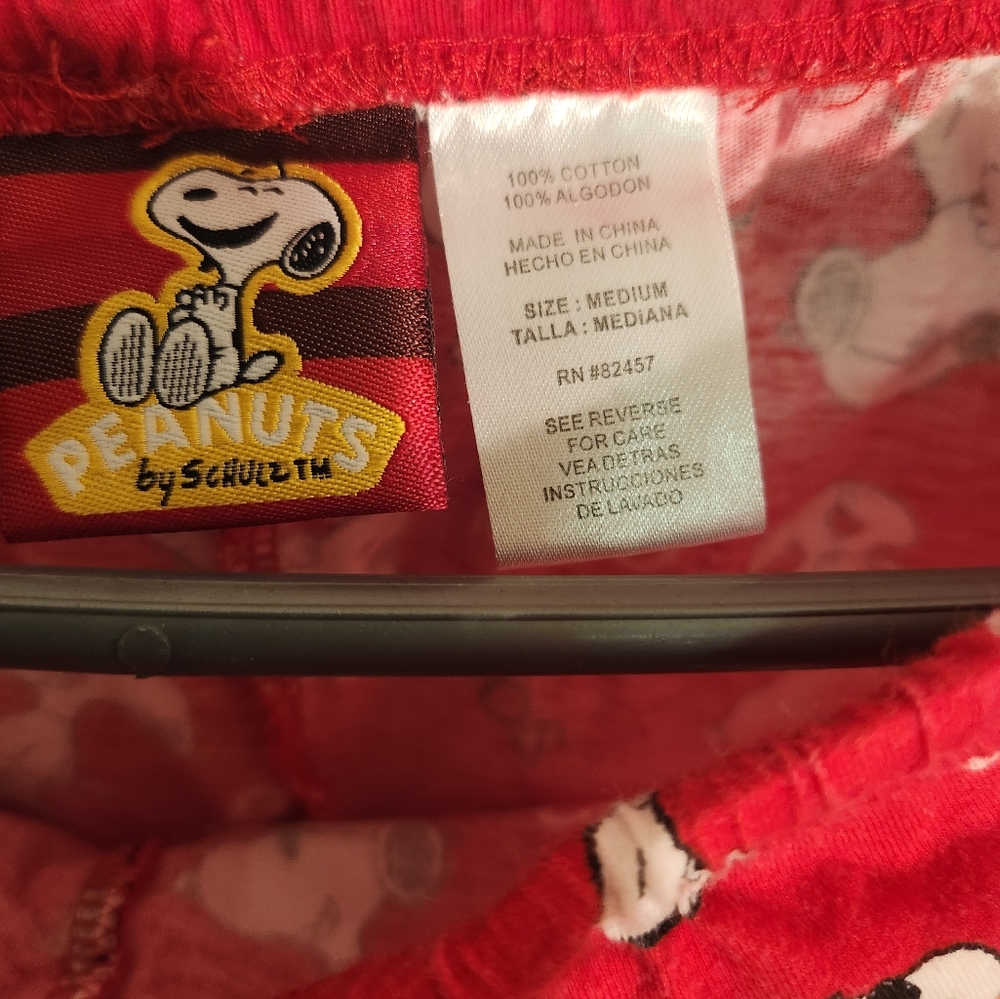 PEANUTS
by SCHULZ TM
100% COTTON
100% ALGODON
MADE IN CHINA
HECHO EN CHINA
SIZE : MEDIUM
TALLA : MEDIANA
RN #82457
SEE REVERSE
FOR CARE
VEA DETRAS
INSTRUCCIONES
DE LAVADO